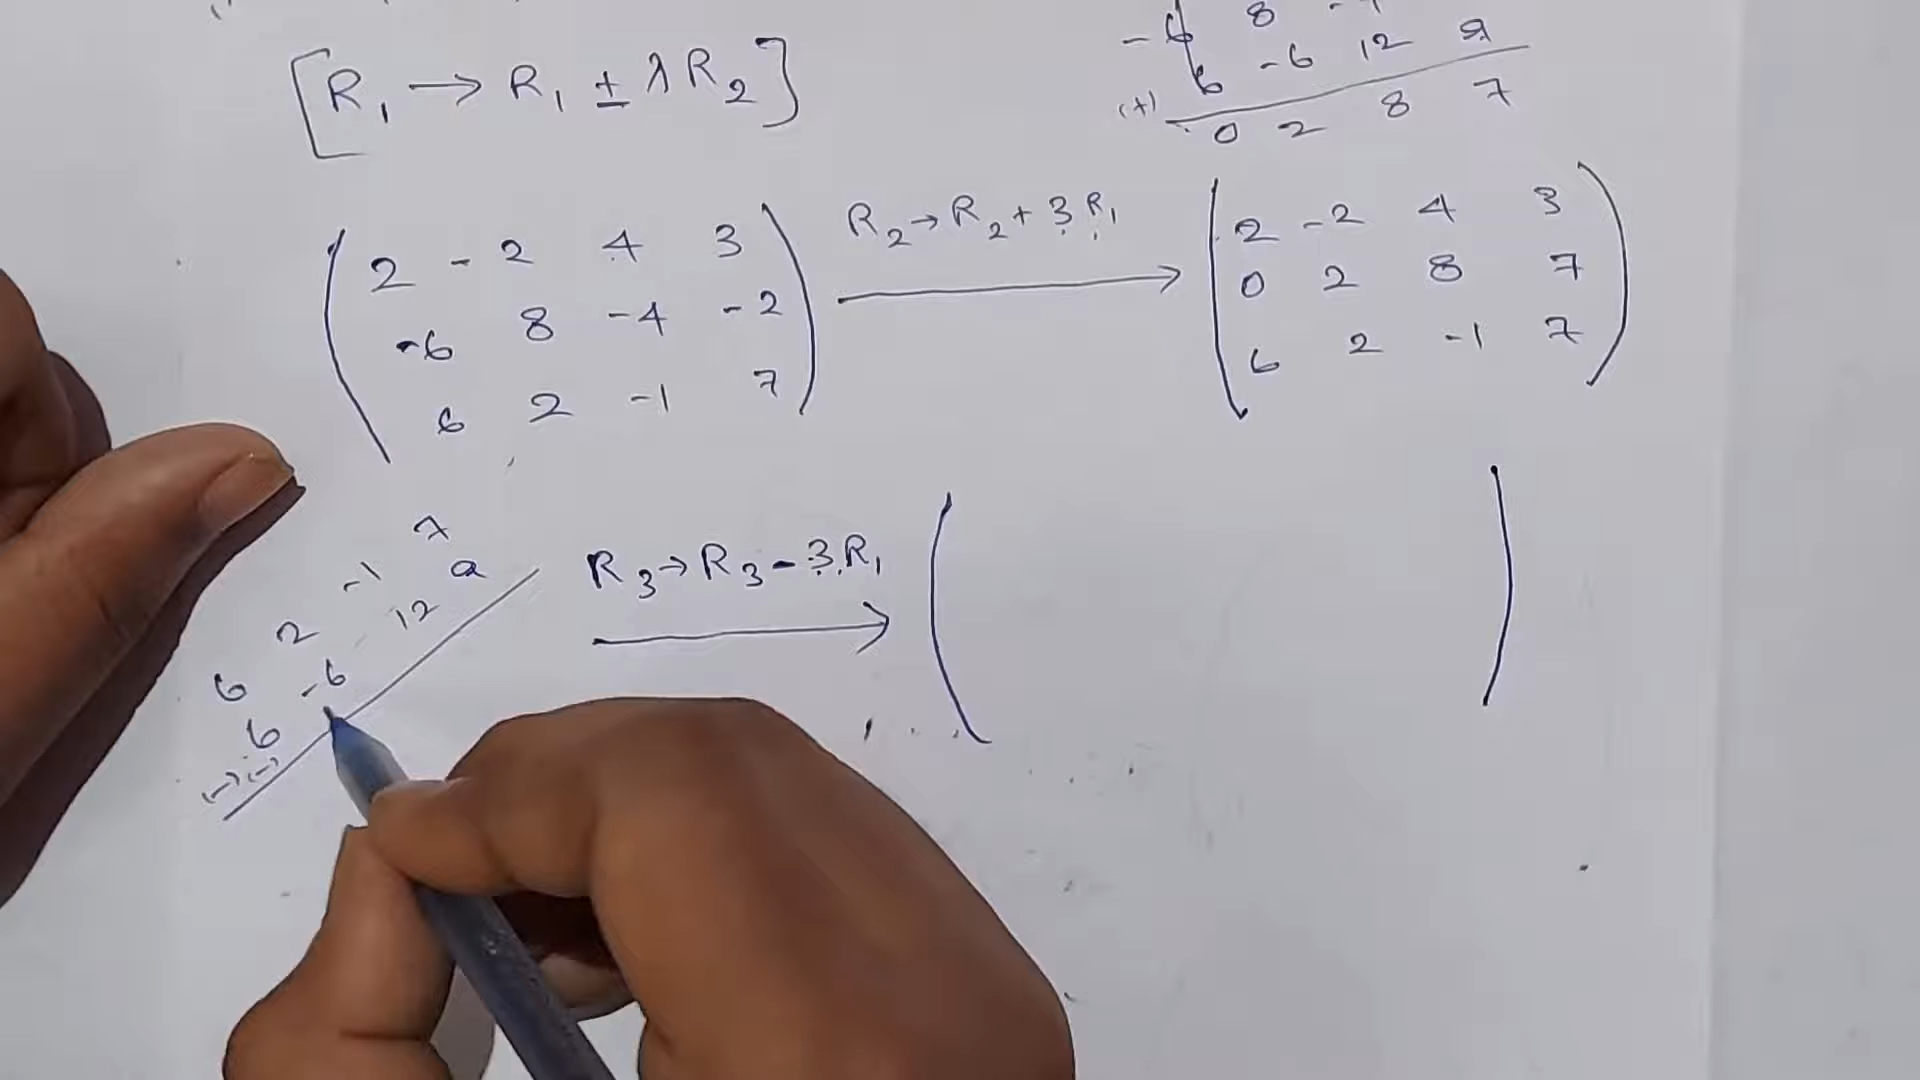 [R₁ → R₁ ± λR₂]
-6 8
6 -6 12 9
(+)
0 2 8 7
2 -2 4 3
-6 8 -4 -2
6 2 -1 7
R₂→R₂+3R₁
2 -2 4 3
0 2 8 7
6 2 -1 7
6 2 -1 7
6 -6 12 9
(-) (-)
R₃→R₃-3R₁